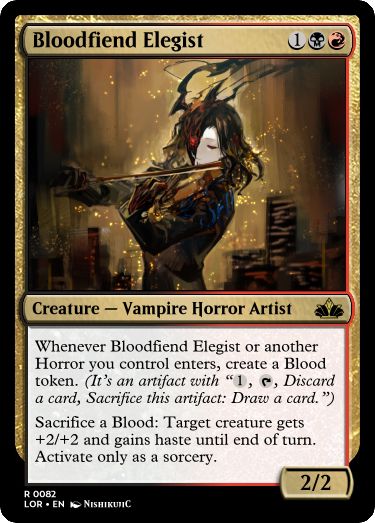 Bloodfiend Elegist 1
Creature — Vampire Horror Artist
Whenever Bloodfiend Elegist or another
Horror you control enters, create a Blood
token. (It's an artifact with “1, , Discard
a card, Sacrifice this artifact: Draw a card.”)
Sacrifice a Blood: Target creature gets
+2/+2 and gains haste until end of turn.
Activate only as a sorcery.
2/2
R 0082
LOR • EN NishikujiC